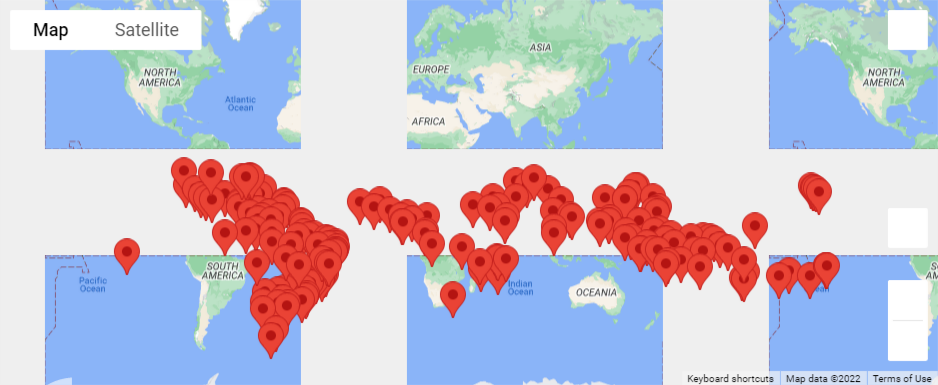 Map Satellite
ASIA
EUROPE
NORTH
AMERICA
NORTH
AMERICA
Atlantic
Ocean
AFRICA
SOUTH
AMERICA
Pacific
Ocean
Indian
Ocean
OCEANIA
Keyboard shortcuts Map data ©2022 Terms of Use